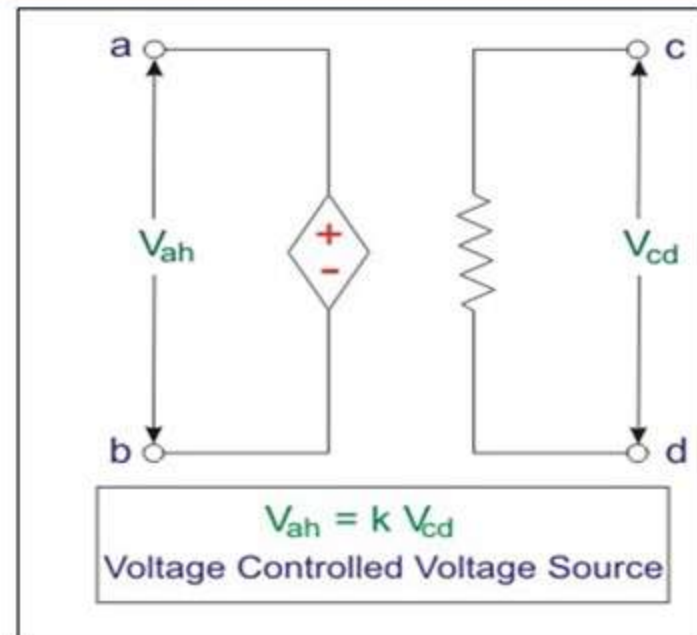 a
c
+
-
Vah
Vcd
b
d
Vah = k Vcd
Voltage Controlled Voltage Source